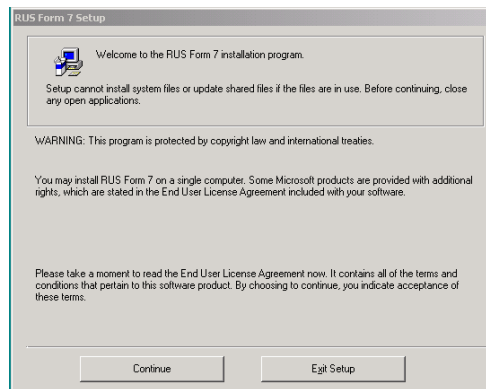 RUS Form 7 Setup
Welcome to the RUS Form 7 installation program.
Setup cannot install system files or update shared files if the files are in use. Before continuing, close
any open applications.
WARNING: This program is protected by copyright law and international treaties.
You may install RUS Form 7 on a single computer. Some Microsoft products are provided with additional
rights, which are stated in the End User License Agreement included with your software.
Please take a moment to read the End User License Agreement now. It contains all of the terms and
conditions that pertain to this software product. By choosing to continue, you indicate acceptance of
these terms.
Continue Exit Setup